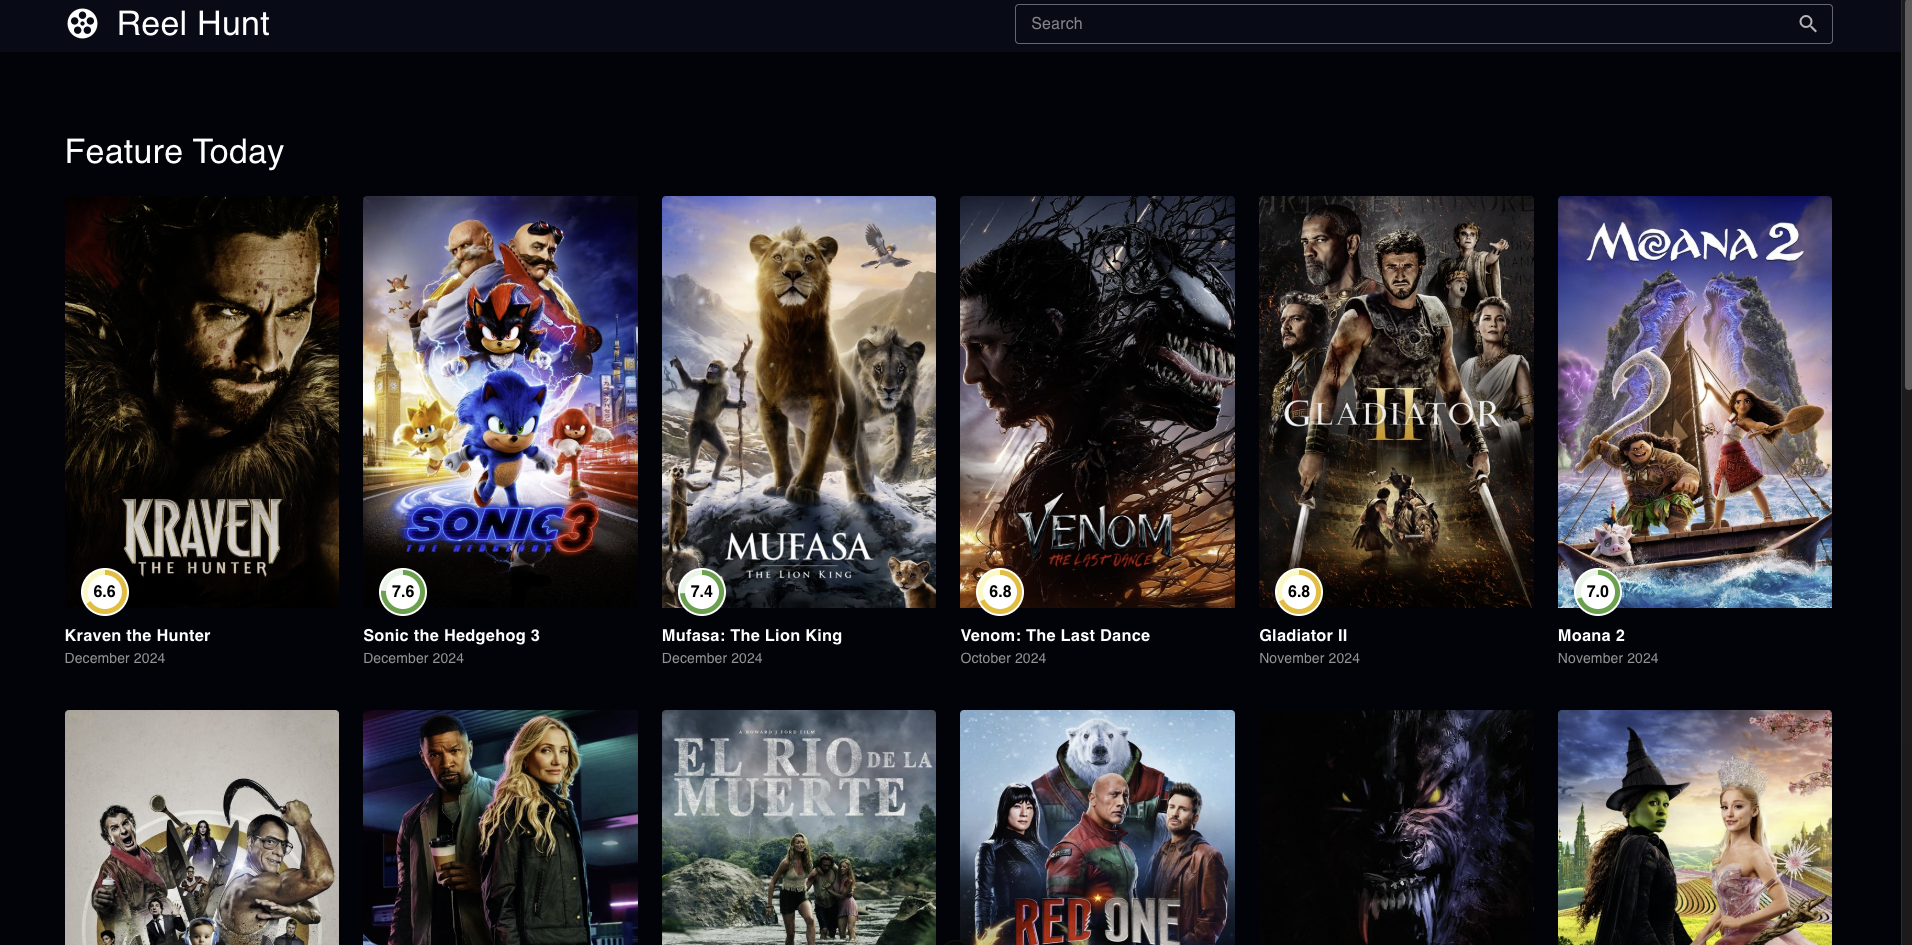 Reel Hunt
Search
Feature Today
KRAVEN
THE HUNTER
6.6
Kraven the Hunter
December 2024
SONIC 3
THE HEDGEHOG
7.6
Sonic the Hedgehog 3
December 2024
MUFASA
THE LION KING
7.4
Mufasa: The Lion King
December 2024
VENOM
THE LAST DANCE
6.8
Venom: The Last Dance
October 2024
II
GLADIATOR
6.8
Gladiator II
November 2024
MOANA 2
7.0
Moana 2
November 2024
A HOWARD J FORD FILM
EL RIO DE LA
MUERTE
RED ONE